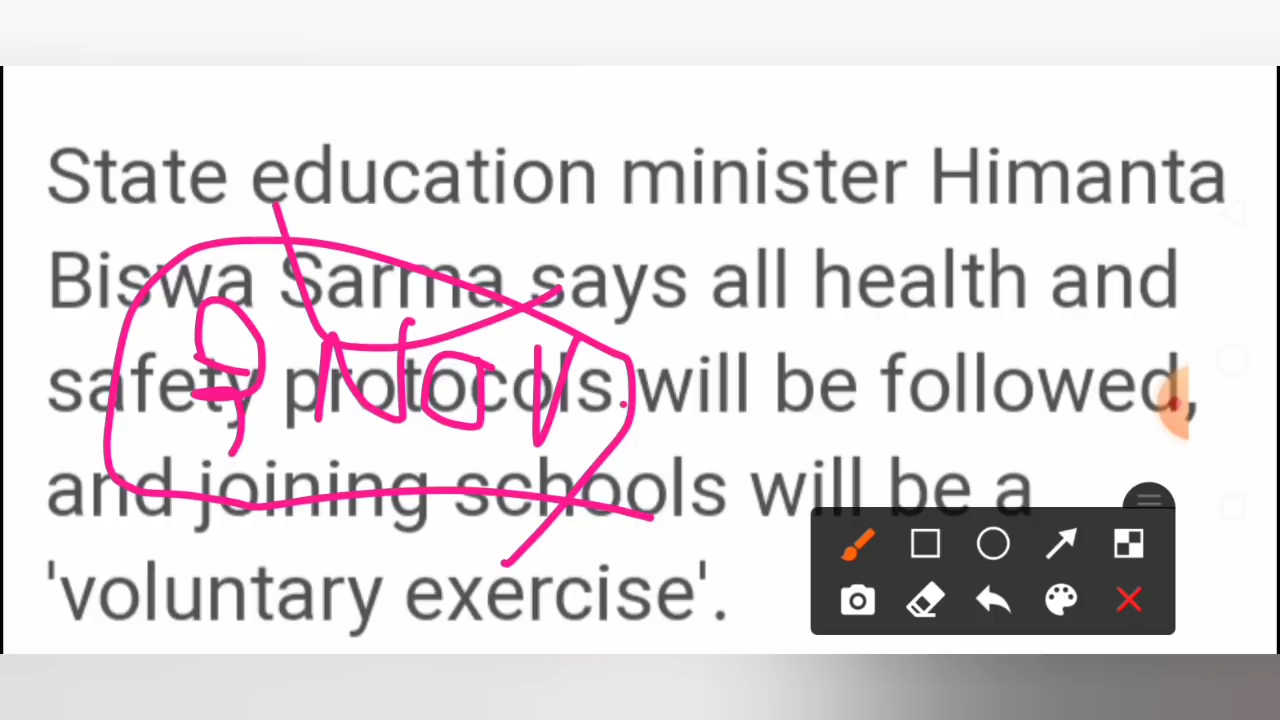 State education minister Himanta
Biswa Sarma says all health and
safety protocols will be followed,
and joining schools will be a
'voluntary exercise'.
Nov